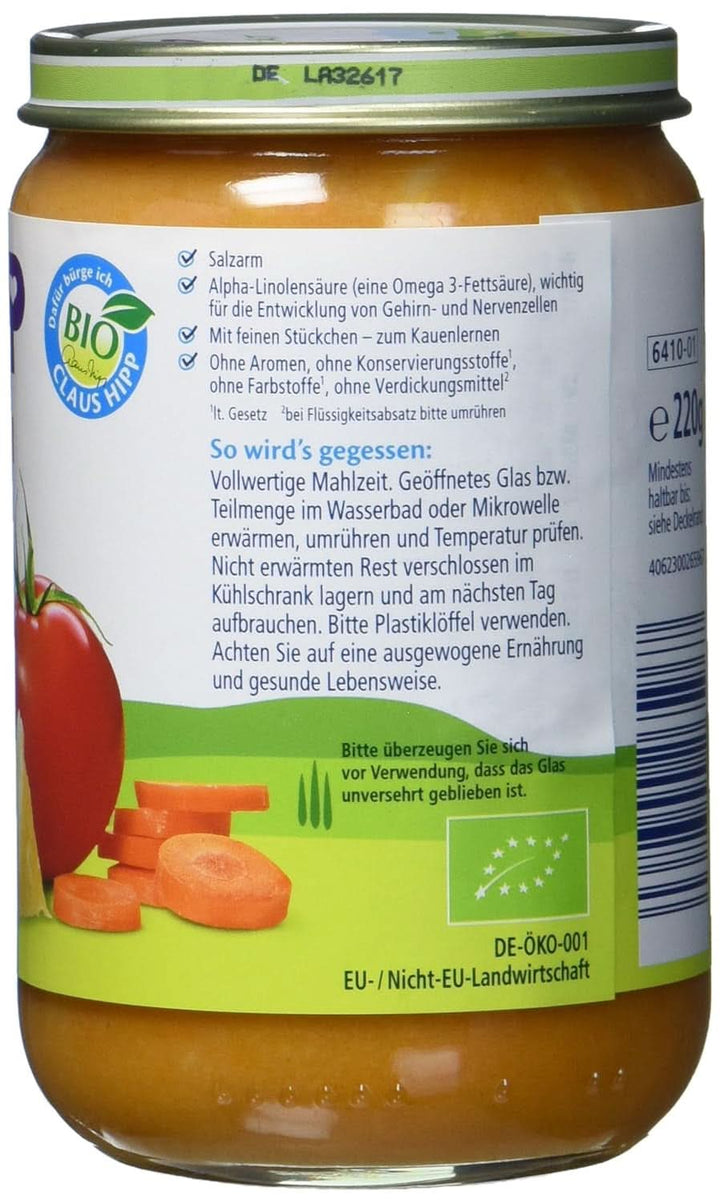 DE LA32617
Dafür bürge ich
BIO
CLAUS HIPP
Salzarm
Alpha-Linolensäure (eine Omega 3-Fettsäure), wichtig
für die Entwicklung von Gehirn- und Nervenzellen
Mit feinen Stückchen – zum Kauenlernen
Ohne Aromen, ohne Konservierungsstoffe¹,
ohne Farbstoffe¹, ohne Verdickungsmittel²
¹lt. Gesetz ²bei Flüssigkeitsabsatz bitte umrühren
So wird's gegessen:
Vollwertige Mahlzeit. Geöffnetes Glas bzw.
Teilmenge im Wasserbad oder Mikrowelle
erwärmen, umrühren und Temperatur prüfen.
Nicht erwärmten Rest verschlossen im
Kühlschrank lagern und am nächsten Tag
aufbrauchen. Bitte Plastiklöffel verwenden.
Achten Sie auf eine ausgewogene Ernährung
und gesunde Lebensweise.
Bitte überzeugen Sie sich
vor Verwendung, dass das Glas
unversehrt geblieben ist.
DE-ÖKO-001
EU-/Nicht-EU-Landwirtschaft
6410-01
e 220g
Mindestens
haltbar bis:
siehe Deckelrand